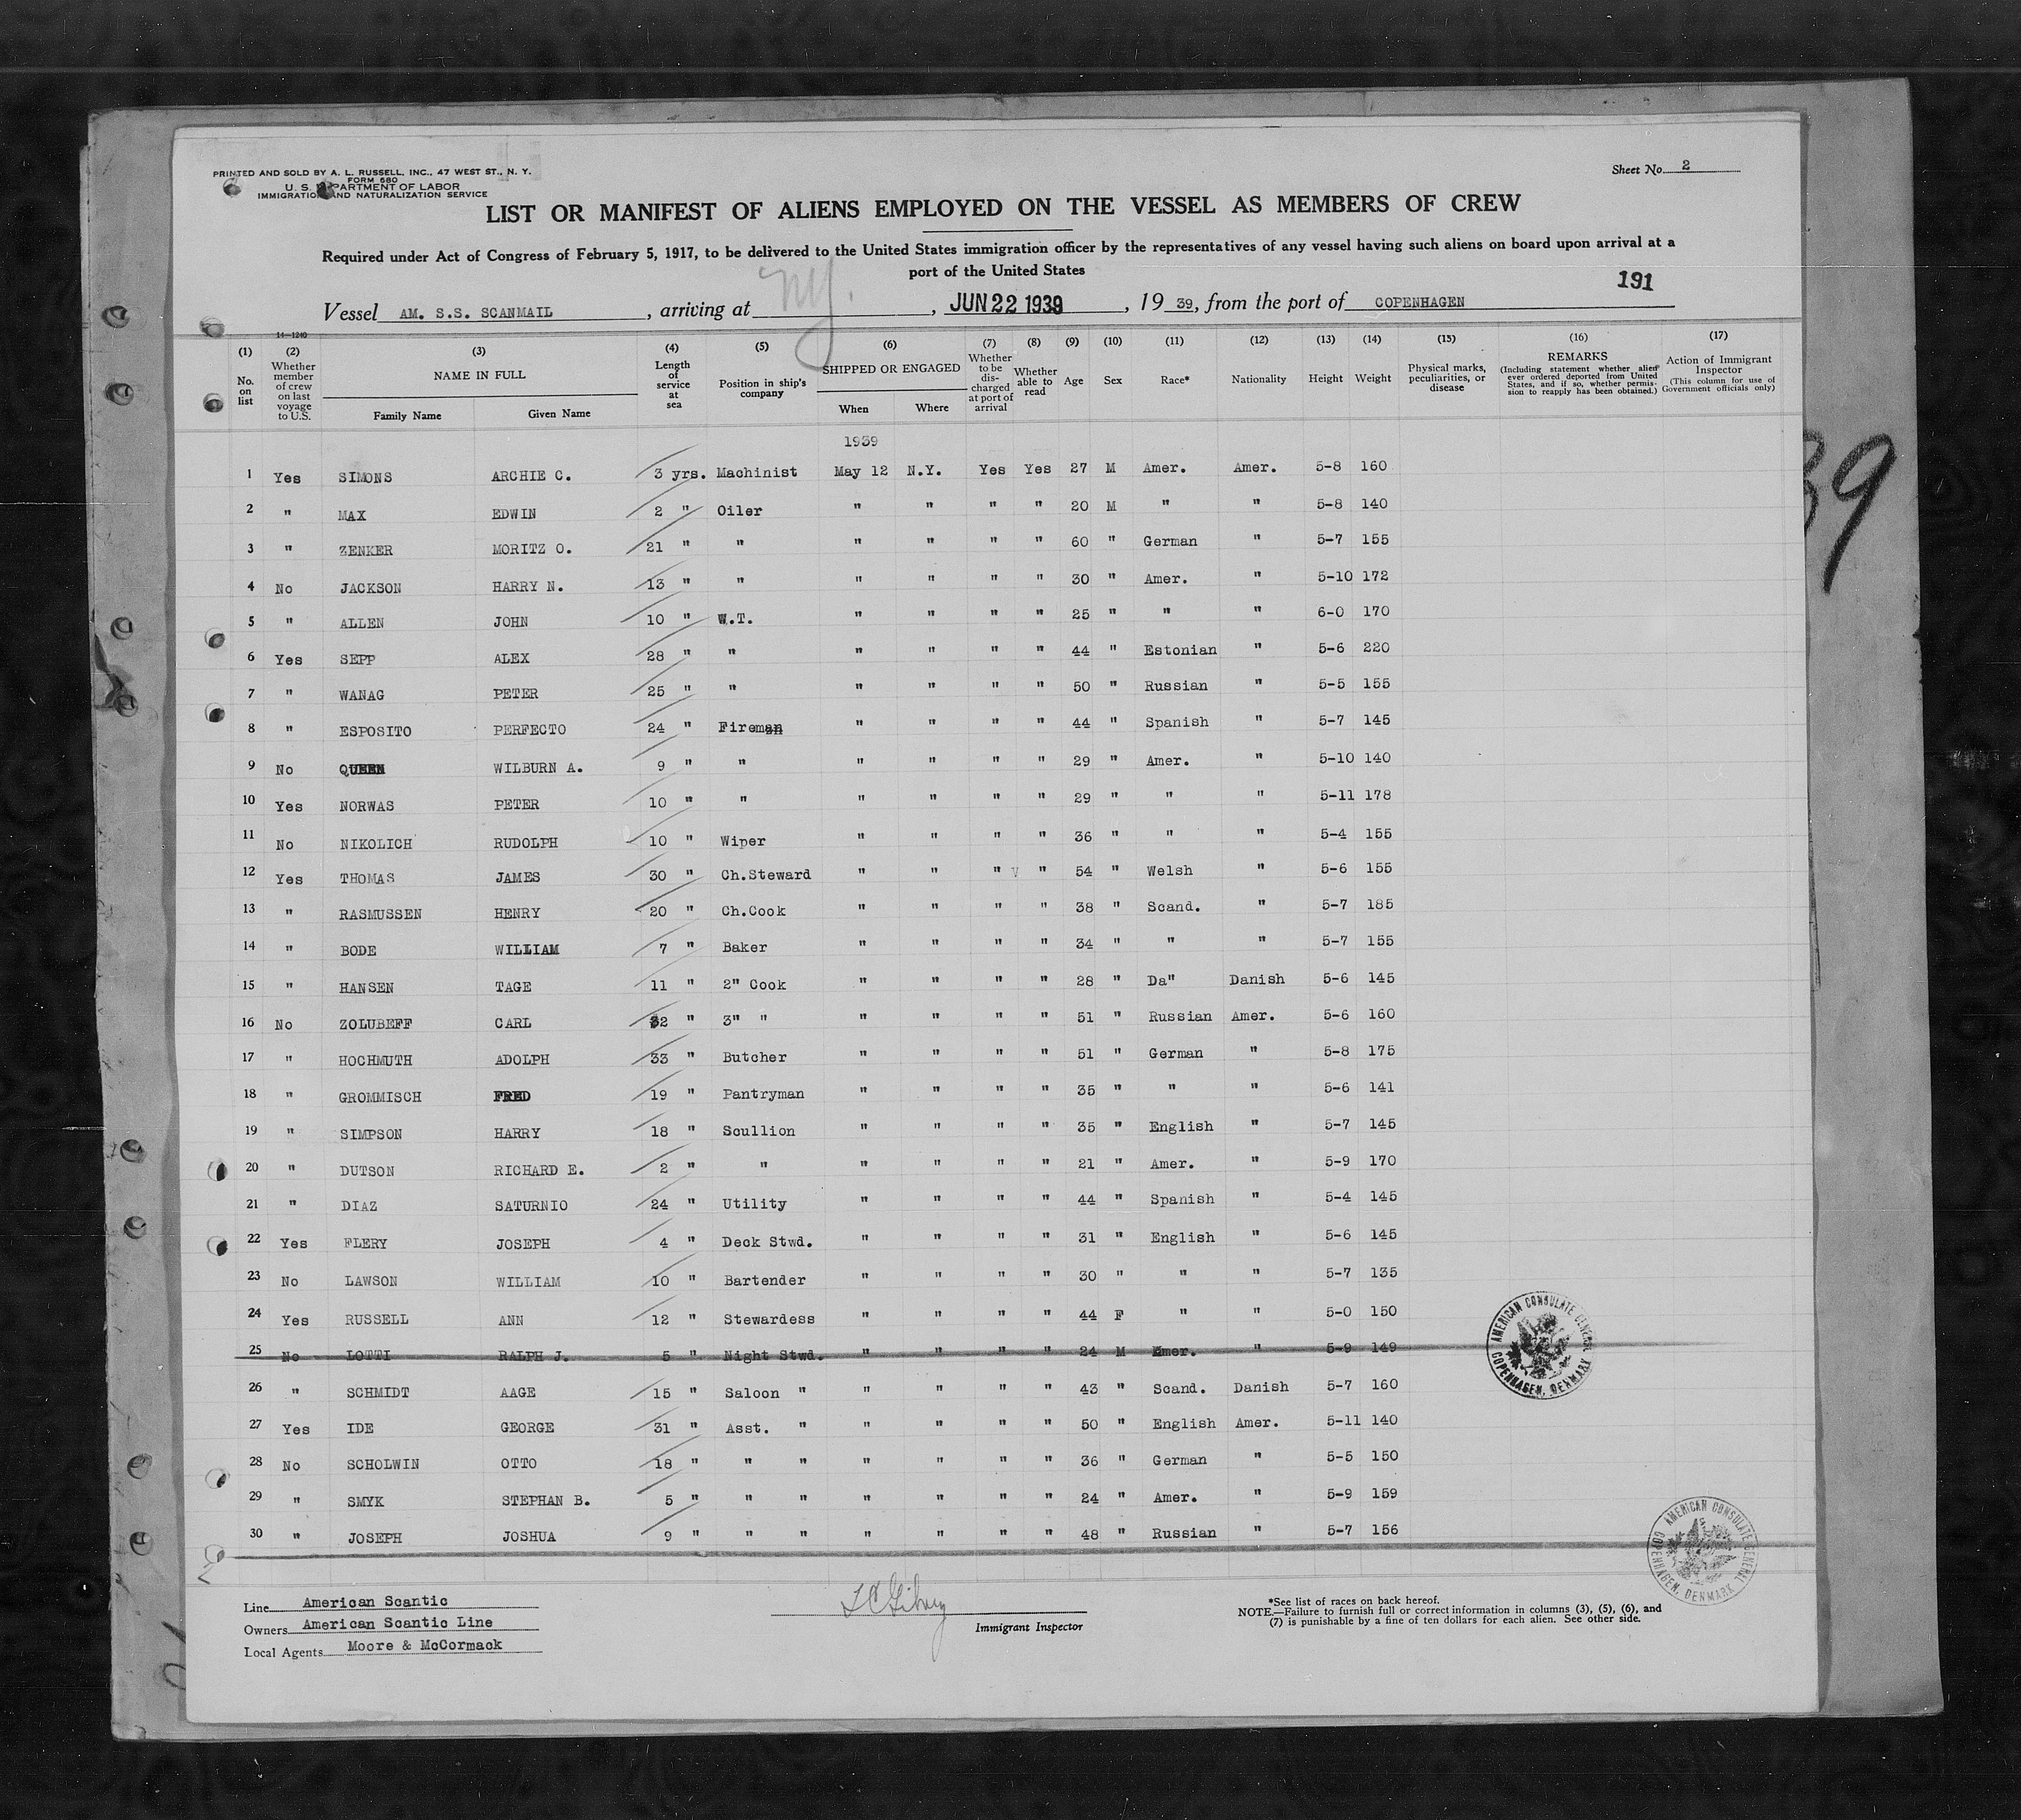 PRINTED AND SOLD BY A. L. RUSSELL, INC., 47 WEST ST., N. Y.
FORM 680
U. S. DEPARTMENT OF LABOR
IMMIGRATION AND NATURALIZATION SERVICE
Sheet No. 2
LIST OR MANIFEST OF ALIENS EMPLOYED ON THE VESSEL AS MEMBERS OF CREW
Required under Act of Congress of February 5, 1917, to be delivered to the United States immigration officer by the representatives of any vessel having such aliens on board upon arrival at a
port of the United States
191
Vessel AM. S.S. SCANMAIL, arriving at NY., JUN 22 1939, 19 39, from the port of COPENHAGEN
14—1240
(1) (2) (3) (4) (5) (6) (7) (8) (9) (10) (11) (12) (13) (14) (15) (16) (17)
No. on list
Whether member of crew on last voyage to U.S.
NAME IN FULL
Family Name Given Name
Length of service at sea
Position in ship's company
SHIPPED OR ENGAGED
When Where
Whether to be discharged at port of arrival
Whether able to read
Age
Sex
Race*
Nationality
Height
Weight
Physical marks, peculiarities, or disease
REMARKS
(Including statement whether alien ever ordered deported from United States, and if so, whether permission to reapply has been obtained.)
Action of Immigrant Inspector
(This column for use of Government officials only)
1939
1 Yes SIMONS ARCHIE C. 3 yrs. Machinist May 12 N.Y. Yes Yes 27 M Amer. Amer. 5-8 160
2 " MAX EDWIN 2 " Oiler " " " " 20 M " " 5-8 140
3 " ZENKER MORITZ O. 21 " " " " " " 60 " German " 5-7 155
4 No JACKSON HARRY N. 13 " " " " " " 30 " Amer. " 5-10 172
5 " ALLEN JOHN 10 " W.T. " " " " 25 " " " 6-0 170
6 Yes SEPP ALEX 28 " " " " " " 44 " Estonian " 5-6 220
7 " WANAG PETER 25 " " " " " " 50 " Russian " 5-5 155
8 " ESPOSITO PERFECTO 24 " Fireman " " " " 44 " Spanish " 5-7 145
9 No QUEEN WILBURN A. 9 " " " " " " 29 " Amer. " 5-10 140
10 Yes NORWAS PETER 10 " " " " " " 29 " " " 5-11 178
11 No NIKOLICH RUDOLPH 10 " Wiper " " " " 36 " " " 5-4 155
12 Yes THOMAS JAMES 30 " Ch.Steward " " " " 54 " Welsh " 5-6 155
13 " RASMUSSEN HENRY 20 " Ch.Cook " " " " 38 " Scand. " 5-7 185
14 " BODE WILLIAM 7 " Baker " " " " 34 " " " 5-7 155
15 " HANSEN TAGE 11 " 2" Cook " " " " 28 " Da" Danish 5-6 145
16 No ZOLUBEFF CARL 32 " 3" " " " " " 51 " Russian Amer. 5-6 160
17 " HOCHMUTH ADOLPH 33 " Butcher " " " " 51 " German " 5-8 175
18 " GROMMISCH FRED 19 " Pantryman " " " " 35 " " " 5-6 141
19 " SIMPSON HARRY 18 " Scullion " " " " 35 " English " 5-7 145
20 " DUTSON RICHARD E. 2 " " " " " " 21 " Amer. " 5-9 170
21 " DIAZ SATURNIO 24 " Utility " " " " 44 " Spanish " 5-4 145
22 Yes FLERY JOSEPH 4 " Deck Stwd. " " " " 31 " English " 5-6 145
23 No LAWSON WILLIAM 10 " Bartender " " " " 30 " " " 5-7 135
24 Yes RUSSELL ANN 12 " Stewardess " " " " 44 F " " 5-0 150
25 No LOTTI RALPH J. 5 " Night Stwd. " " " " 24 M Amer. " 5-9 149
26 " SCHMIDT AAGE 15 " Saloon " " " " " 43 " Scand. Danish 5-7 160
27 Yes IDE GEORGE 31 " Asst. " " " " " 50 " English Amer. 5-11 140
28 No SCHOLWIN OTTO 18 " " " " " " " 36 " German " 5-5 150
29 " SMYK STEPHAN B. 5 " " " " " " " 24 " Amer. " 5-9 159
30 " JOSEPH JOSHUA 9 " " " " " " " 48 " Russian " 5-7 156
AMERICAN CONSULATE GENERAL COPENHAGEN, DENMARK
AMERICAN CONSULATE GENERAL COPENHAGEN, DENMARK
Line American Scantic
Owners American Scantic Line
Local Agents Moore & McCormack
Immigrant Inspector
*See list of races on back hereof.
NOTE.—Failure to furnish full or correct information in columns (3), (5), (6), and
(7) is punishable by a fine of ten dollars for each alien. See other side.
39